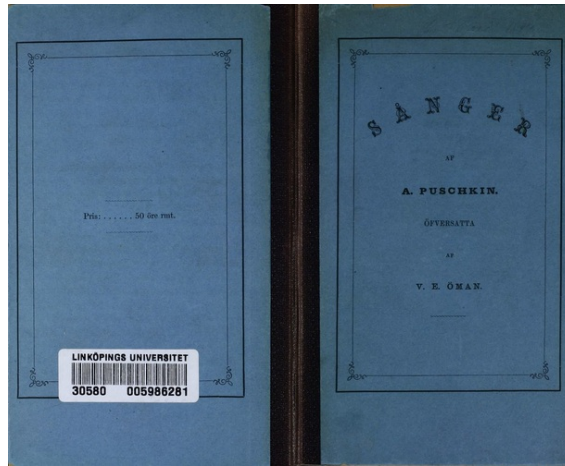 Pris: . . . . . . 50 öre rmt.
LINKÖPINGS UNIVERSITET
30580 005986281
SÅNGER
AF
A. PUSCHKIN.
ÖFVERSATTA
AF
V. E. ÖMAN.